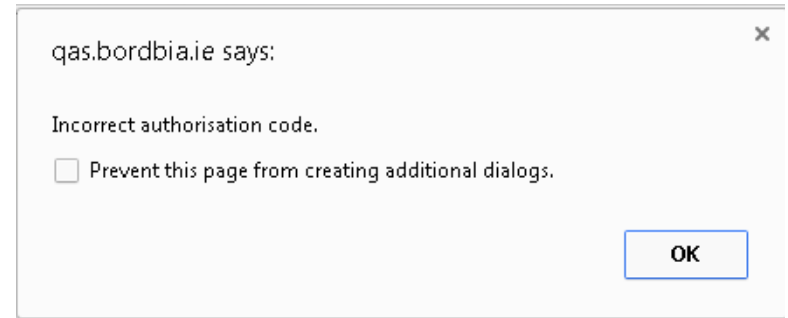 qas.bordbia.ie says:
Incorrect authorisation code.
Prevent this page from creating additional dialogs.
OK